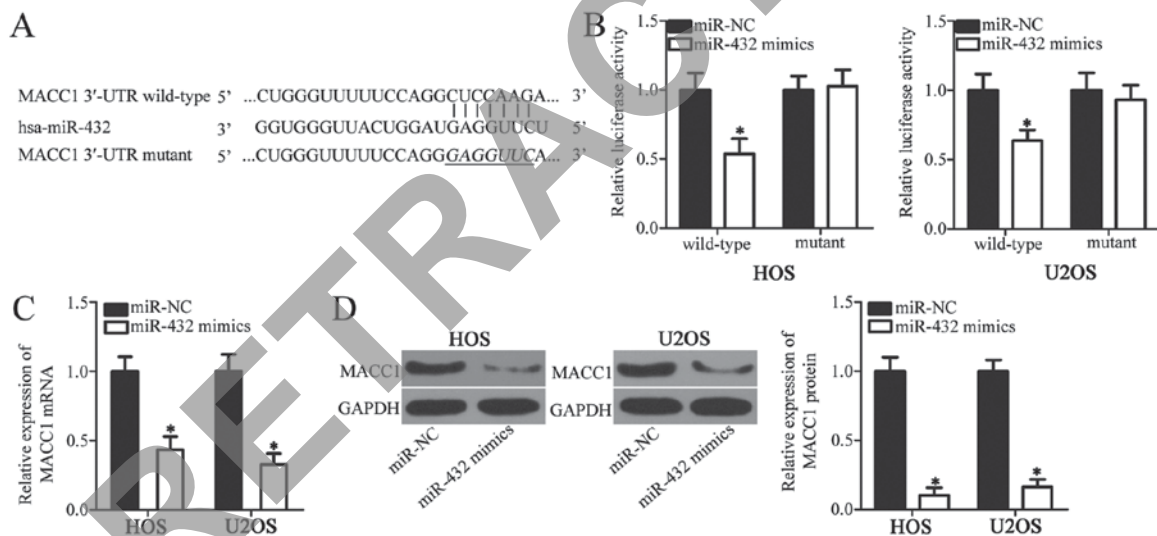 A
MACC1 3′-UTR wild-type 5′ ...CUGGGUUUUUCCAGGCUCCAAGA... 3′
hsa-miR-432 3′ GGUGGGUUACUGGAUGAGGUUCU 5′
MACC1 3′-UTR mutant 5′ ...CUGGGUUUUUCCAGGGAGGUUCA... 3′
B
Relative luciferase activity
1.5
1.0
0.5
0.0
miR-NC
miR-432 mimics
*
wild-type mutant
HOS
Relative luciferase activity
1.5
1.0
0.5
0.0
miR-NC
miR-432 mimics
*
wild-type mutant
U2OS
C
Relative expression of
MACC1 mRNA
1.5
1.0
0.5
0.0
miR-NC
miR-432 mimics
*
*
HOS U2OS
D
HOS
MACC1
GAPDH
miR-NC
miR-432 mimics
U2OS
MACC1
GAPDH
miR-NC
miR-432 mimics
Relative expression of
MACC1 protein
1.5
1.0
0.5
0.0
miR-NC
miR-432 mimics
*
*
HOS U2OS
RETRAC